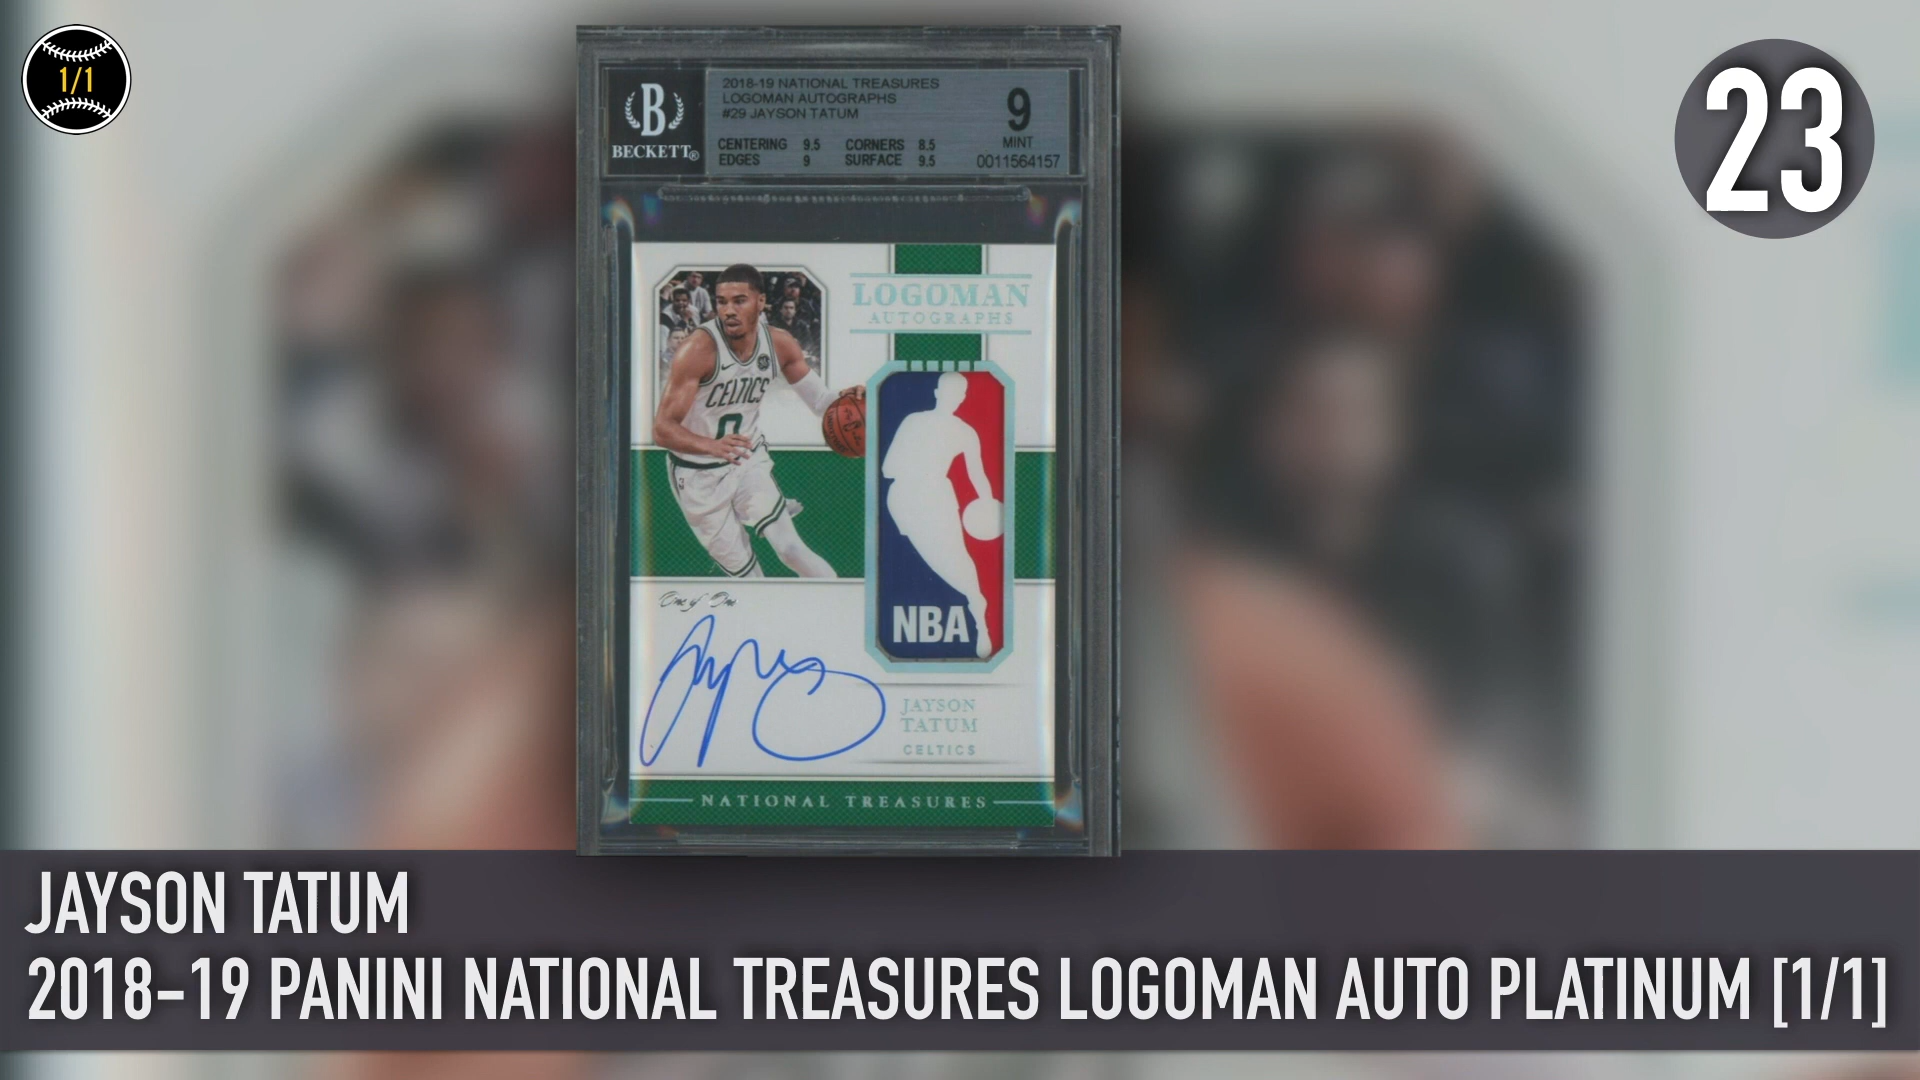 1/1
23
B
BECKETT®
2018-19 NATIONAL TREASURES
LOGOMAN AUTOGRAPHS
#29 JAYSON TATUM
CENTERING 9.5 CORNERS 8.5
EDGES 9 SURFACE 9.5
9
MINT
0011564157
LOGOMAN
AUTOGRAPHS
CELTICS
0
NBA
One of One
JAYSON
TATUM
CELTICS
NATIONAL TREASURES
JAYSON TATUM
2018-19 PANINI NATIONAL TREASURES LOGOMAN AUTO PLATINUM [1/1]